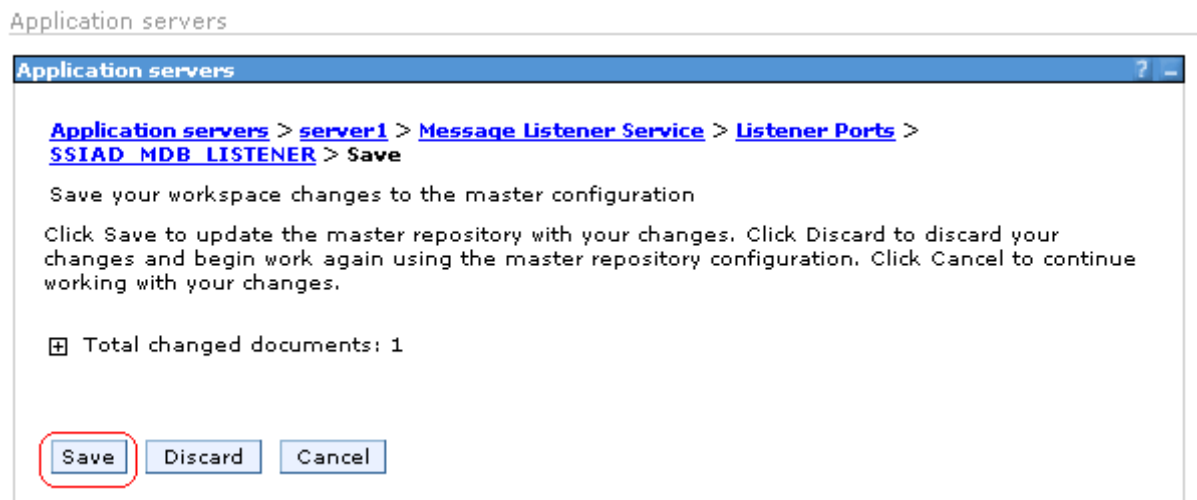 Application servers
Application servers ? _
Application servers > server1 > Message Listener Service > Listener Ports >
SSIAD_MDB_LISTENER > Save
Save your workspace changes to the master configuration
Click Save to update the master repository with your changes. Click Discard to discard your
changes and begin work again using the master repository configuration. Click Cancel to continue
working with your changes.
+ Total changed documents: 1
Save Discard Cancel